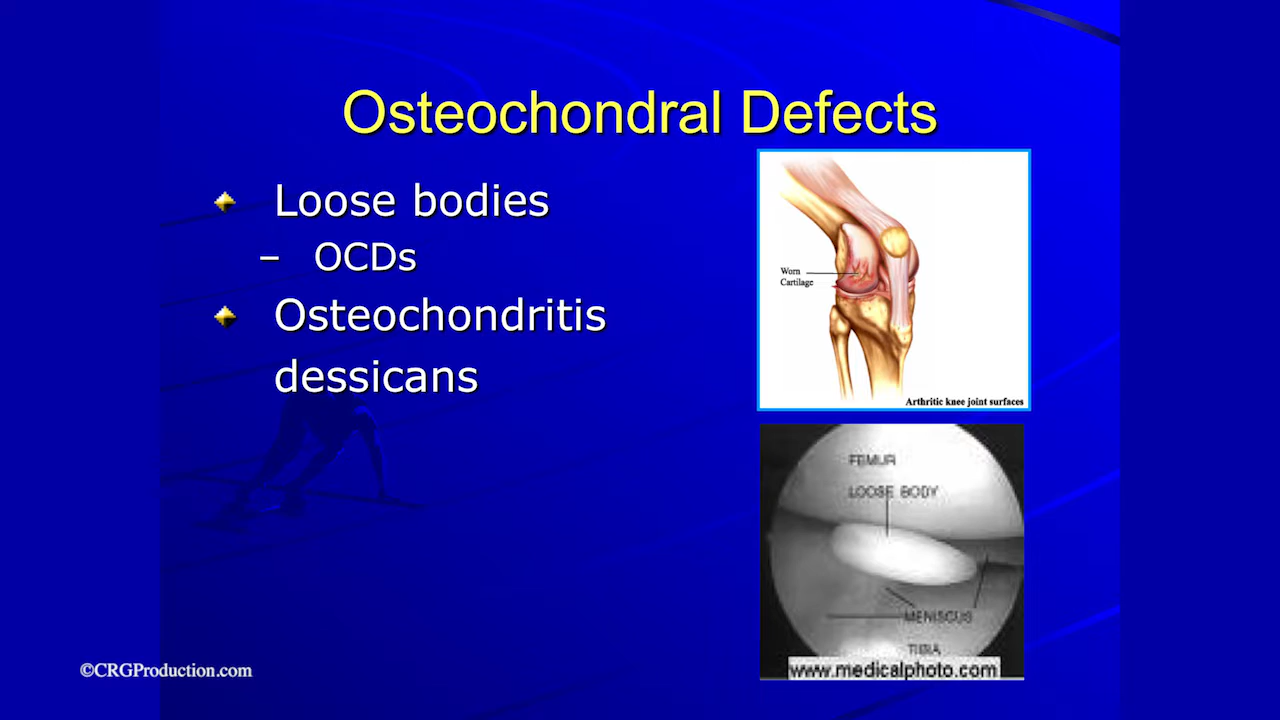 Osteochondral Defects
Loose bodies
– OCDs
Osteochondritis
dessicans
Worn
Cartilage
Arthritic knee joint surfaces
FEMUR
LOOSE BODY
MENISCUS
TIBIA
www.medicalphoto.com
©CRGProduction.com